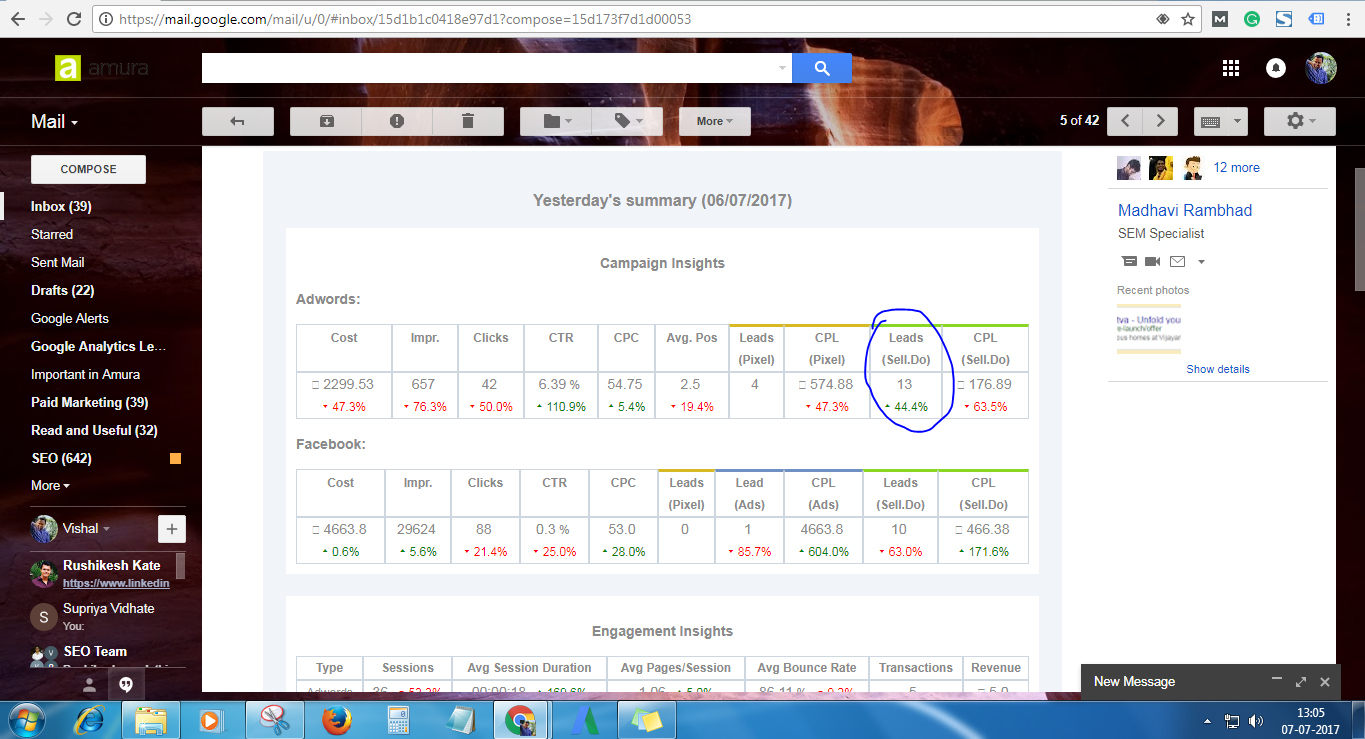 https://mail.google.com/mail/u/0/#inbox/15d1b1c0418e97d1?compose=15d173f7d1d00053
a amura
Mail
More
5 of 42
COMPOSE
Inbox (39)
Starred
Sent Mail
Drafts (22)
Google Alerts
Google Analytics Le...
Important in Amura
Paid Marketing (39)
Read and Useful (32)
SEO (642)
More
Vishal
Rushikesh Kate
https://www.linkedin
S Supriya Vidhate
You:
SEO Team
Yesterday's summary (06/07/2017)
Campaign Insights
Adwords:
Cost Impr. Clicks CTR CPC Avg. Pos Leads (Pixel) CPL (Pixel) Leads (Sell.Do) CPL (Sell.Do)
2299.53 657 42 6.39 % 54.75 2.5 4 574.88 13 176.89
47.3% 76.3% 50.0% 110.9% 5.4% 19.4% 47.3% 44.4% 63.5%
Facebook:
Cost Impr. Clicks CTR CPC Leads (Pixel) Lead (Ads) CPL (Ads) Leads (Sell.Do) CPL (Sell.Do)
4663.8 29624 88 0.3 % 53.0 0 1 4663.8 10 466.38
0.6% 5.6% 21.4% 25.0% 28.0% 85.7% 604.0% 63.0% 171.6%
Engagement Insights
Type Sessions Avg Session Duration Avg Pages/Session Avg Bounce Rate Transactions Revenue
12 more
Madhavi Rambhad
SEM Specialist
Recent photos
tva - Unfold you
e-launch/offer
ous homes at Vijayar
Show details
New Message
13:05
07-07-2017